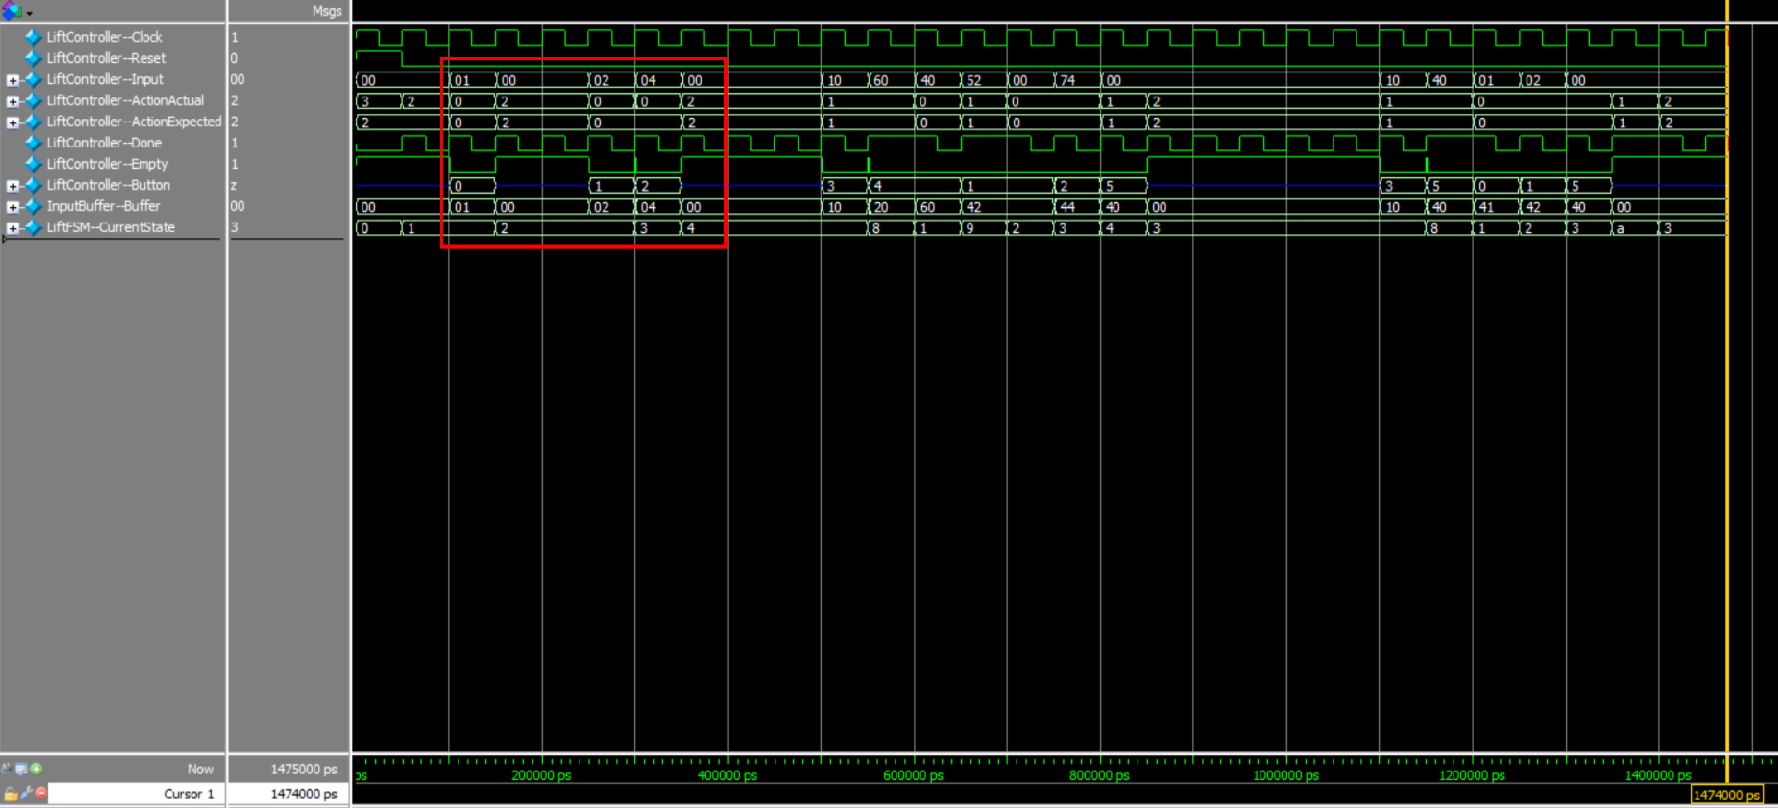 Msgs
LiftController--Clock 1
LiftController--Reset 0
LiftController--Input 00 00 01 00 02 04 00 10 60 40 52 00 74 00 10 40 01 02 00
LiftController--ActionActual 2 3 2 0 2 0 0 2 1 0 1 0 1 2 1 0 1 2
LiftController--ActionExpected 2 2 0 2 0 2 1 0 1 0 1 2 1 0 1 2
LiftController--Done 1
LiftController--Empty 1
LiftController--Button z 0 1 2 3 4 1 2 5 3 5 0 1 5
InputBuffer--Buffer 00 00 01 00 02 04 00 10 20 60 42 44 40 00 10 40 41 42 40 00
LiftFSM--CurrentState 3 0 1 2 3 4 8 1 9 2 3 4 3 8 1 2 3 a 3
Now 1475000 ps ps 200000 ps 400000 ps 600000 ps 800000 ps 1000000 ps 1200000 ps 1400000 ps
Cursor 1 1474000 ps 1474000 ps